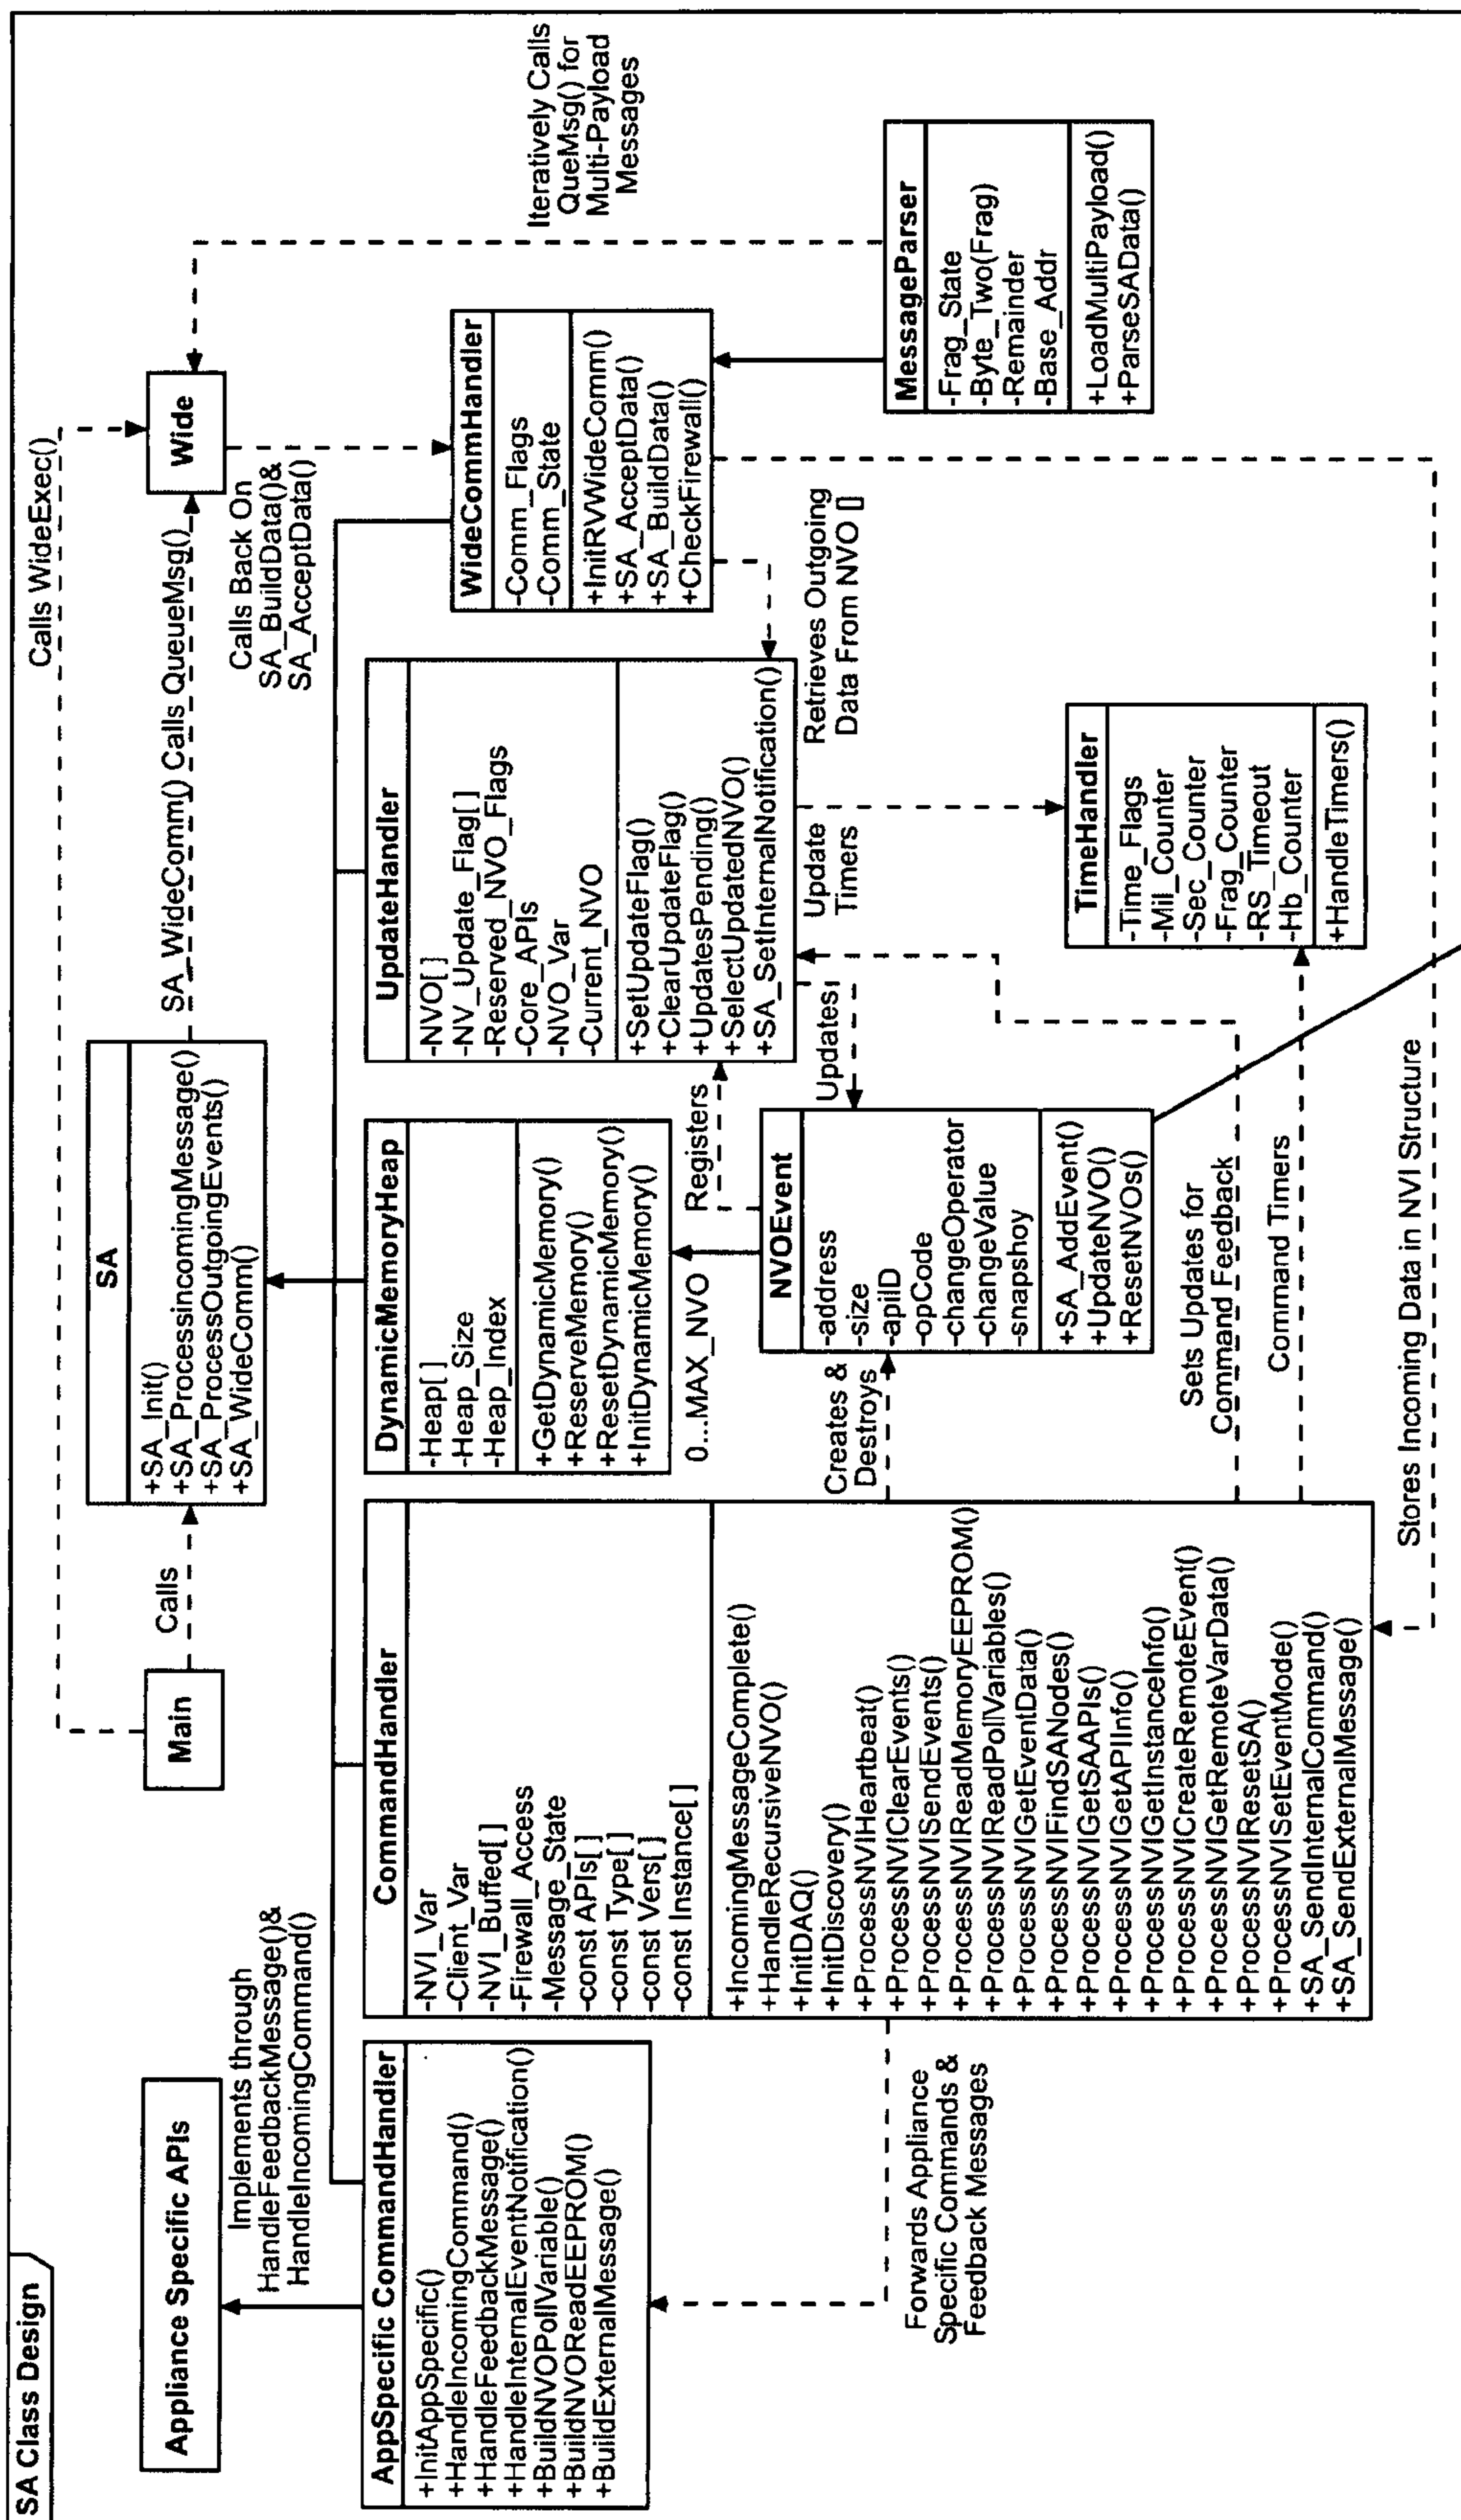 SA Class Design
Appliance Specific APIs
Implements through
HandleFeedbackMessage()&
HandleIncomingCommand()
Main
Calls
Calls WideExec()
SA
+SA_Init()
+SA_ProcessIncomingMessage()
+SA_ProcessOutgoingEvents()
+SA_WideComm()
SA_WideComm() Calls QueueMsg()
Wide
Calls Back On
SA_BuildData()&
SA_AcceptData()
Iteratively Calls
QueMsg() for
Multi-Payload
Messages
AppSpecific CommandHandler
+InitAppSpecific()
+HandleIncomingCommand()
+HandleFeedbackMessage()
+HandleInternalEventNotification()
+BuildNVOPollVariable()
+BuildNVOReadEEPROM()
+BuildExternalMessage()
Forwards Appliance
Specific Commands &
Feedback Messages
CommandHandler
-NVI_Var
-Client_Var
-NVI_Buffed[ ]
-Firewall_Access
-Message_State
-const APIs[ ]
-const Type[ ]
-const Vers[ ]
-const Instance[ ]
+IncomingMessageComplete()
+HandleRecursiveNVO()
+InitDAQ()
+InitDiscovery()
+ProcessNVIHeartbeat()
+ProcessNVIClearEvents()
+ProcessNVISendEvents()
+ProcessNVIReadMemoryEEPROM()
+ProcessNVIReadPollVariables()
+ProcessNVIGetEventData()
+ProcessNVIFindSANodes()
+ProcessNVIGetSAAPIs()
+ProcessNVIGetAPIInfo()
+ProcessNVIGetInstanceInfo()
+ProcessNVICreateRemoteEvent()
+ProcessNVIGetRemoteVarData()
+ProcessNVIResetSA()
+ProcessNVISetEventMode()
+SA_SendInternalCommand()
+SA_SendExternalMessage()
DynamicMemoryHeap
-Heap[ ]
-Heap_Size
-Heap_Index
+GetDynamicMemory()
+ReserveMemory()
+ResetDynamicMemory()
+InitDynamicMemory()
0...MAX_NVO
Registers
Creates &
Destroys
NVOEvent
-address
-size
-apiID
-opCode
-changeOperator
-changeValue
-snapshoy
+SA_AddEvent()
+UpdateNVO()
+ResetNVOs()
Updates
Sets Updates for
Command Feedback
Command Timers
Stores Incoming Data in NVI Structure
UpdateHandler
-NVO[ ]
-NV_Update_Flag[ ]
-Reserved_NVO_Flags
-Core_APIs
-NVO_Var
-Current_NVO
+SetUpdateFlag()
+ClearUpdateFlag()
+UpdatesPending()
+SelectUpdatedNVO()
+SA_SetInternalNotification()
Update
Timers
Retrieves Outgoing
Data From NVO []
TimeHandler
-Time_Flags
-Mil_Counter
-Sec_Counter
-Frag_Counter
-RS_Timeout
-Hb_Counter
+HandleTimers()
WideCommHandler
-Comm_Flags
-Comm_State
+InitRVWideComm()
+SA_AcceptData()
+SA_BuildData()
+CheckFirewall()
MessageParser
-Frag_State
-Byte_Two(Frag)
-Remainder
-Base_Addr
+LoadMultiPayload()
+ParseSAData()